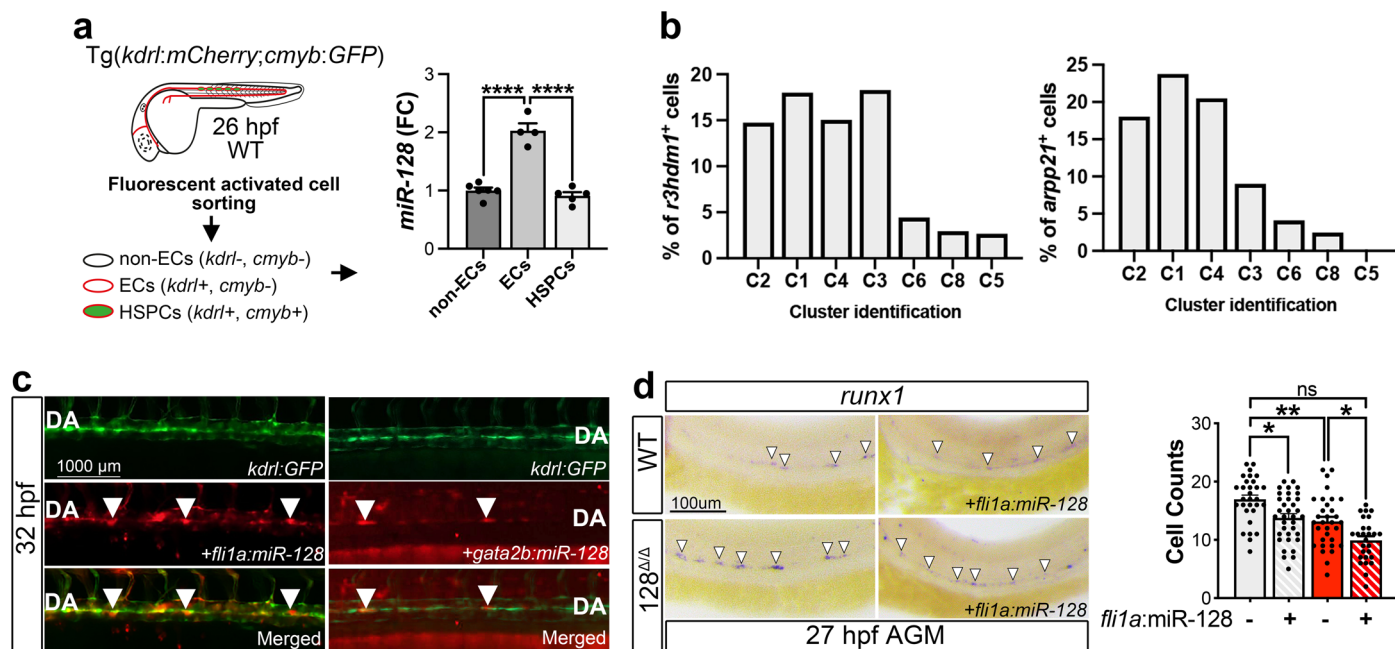 a
Tg(kdrl:mCherry;cmyb:GFP)
26 hpf
WT
Fluorescent activated cell
sorting
non-ECs (kdrl-, cmyb-)
ECs (kdrl+, cmyb-)
HSPCs (kdrl+, cmyb+)
miR-128 (FC)
3
2
1
0
**** ****
non-ECs
ECs
HSPCs
b
% of r3hdm1+ cells
20
15
10
5
0
C2 C1 C4 C3 C6 C8 C5
Cluster identification
% of arpp21+ cells
25
20
15
10
5
0
C2 C1 C4 C3 C6 C8 C5
Cluster identification
c
32 hpf
DA
1000 µm
kdrl:GFP
DA
kdrl:GFP
DA
+fli1a:miR-128
DA
+gata2b:miR-128
DA
Merged
DA
Merged
d
runx1
WT
100um
+fli1a:miR-128
128Δ/Δ
+fli1a:miR-128
27 hpf AGM
Cell Counts
30
20
10
0
ns
** *
*
fli1a:miR-128 - + - +